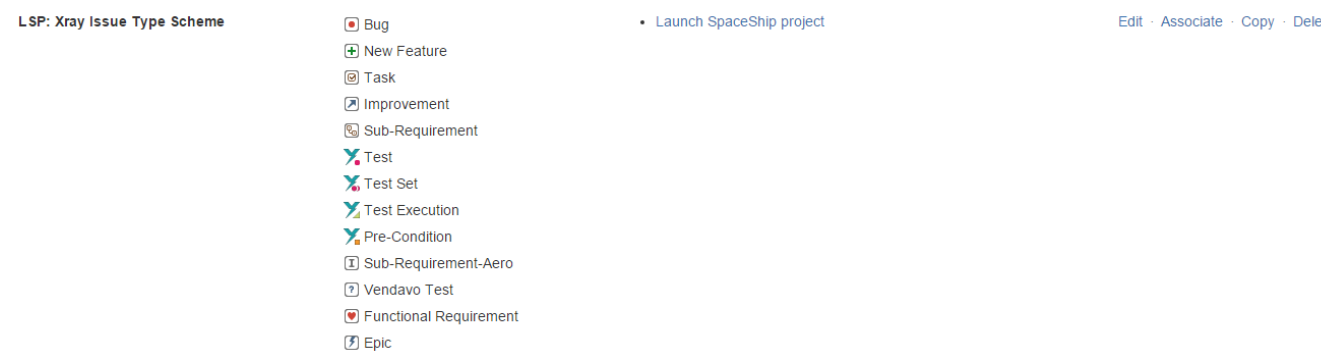 LSP: Xray Issue Type Scheme
Bug
New Feature
Task
Improvement
Sub-Requirement
Test
Test Set
Test Execution
Pre-Condition
Sub-Requirement-Aero
Vendavo Test
Functional Requirement
Epic
• Launch SpaceShip project
Edit · Associate · Copy · Dele